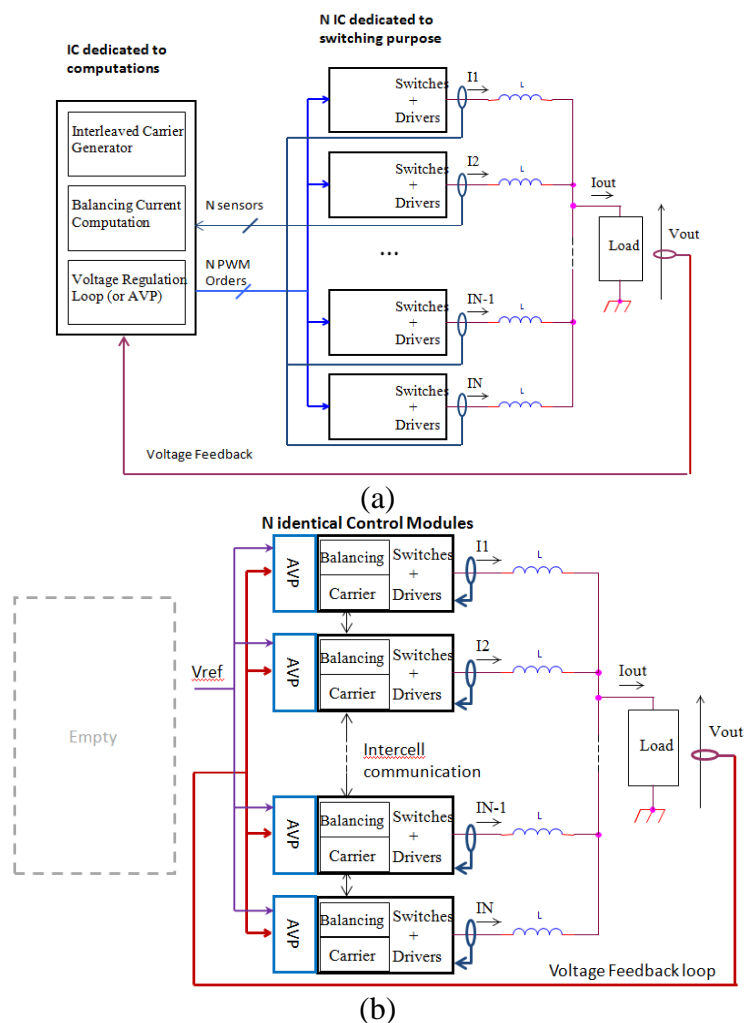 IC dedicated to
computations
N IC dedicated to
switching purpose
Interleaved Carrier
Generator
Balancing Current
Computation
Voltage Regulation
Loop (or AVP)
N sensors
N PWM
Orders
Switches
+
Drivers
I1
L
Switches
+
Drivers
I2
L
...
Switches
+
Drivers
IN-1
L
Switches
+
Drivers
IN
L
Iout
Load
Vout
Voltage Feedback
(a)
N identical Control Modules
Empty
Vref
AVP
Balancing
Carrier
Switches
+
Drivers
I1
L
AVP
Balancing
Carrier
Switches
+
Drivers
I2
L
Intercell
communication
AVP
Balancing
Carrier
Switches
+
Drivers
IN-1
L
AVP
Balancing
Carrier
Switches
+
Drivers
IN
L
Iout
Load
Vout
Voltage Feedback loop
(b)